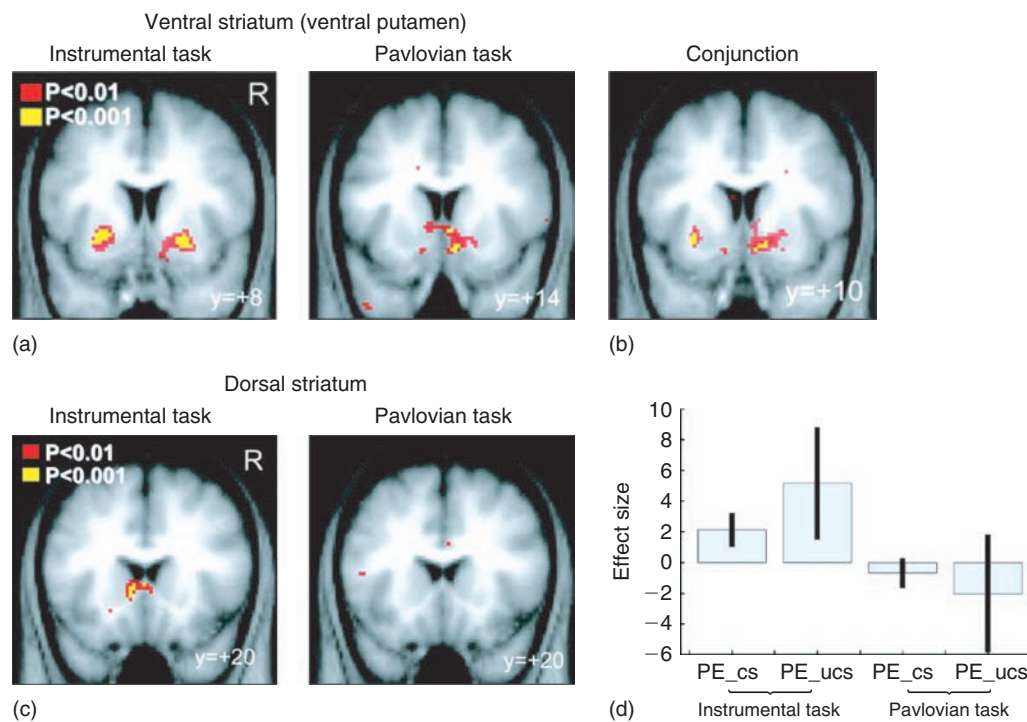 Ventral striatum (ventral putamen)
Instrumental task
Pavlovian task
Conjunction
P<0.01
P<0.001
R
y=+8
y=+14
y=+10
(a)
(b)
Dorsal striatum
Instrumental task
Pavlovian task
P<0.01
P<0.001
R
y=+20
y=+20
(c)
Effect size
10
8
6
4
2
0
−2
−4
−6
PE_cs PE_ucs PE_cs PE_ucs
Instrumental task Pavlovian task
(d)